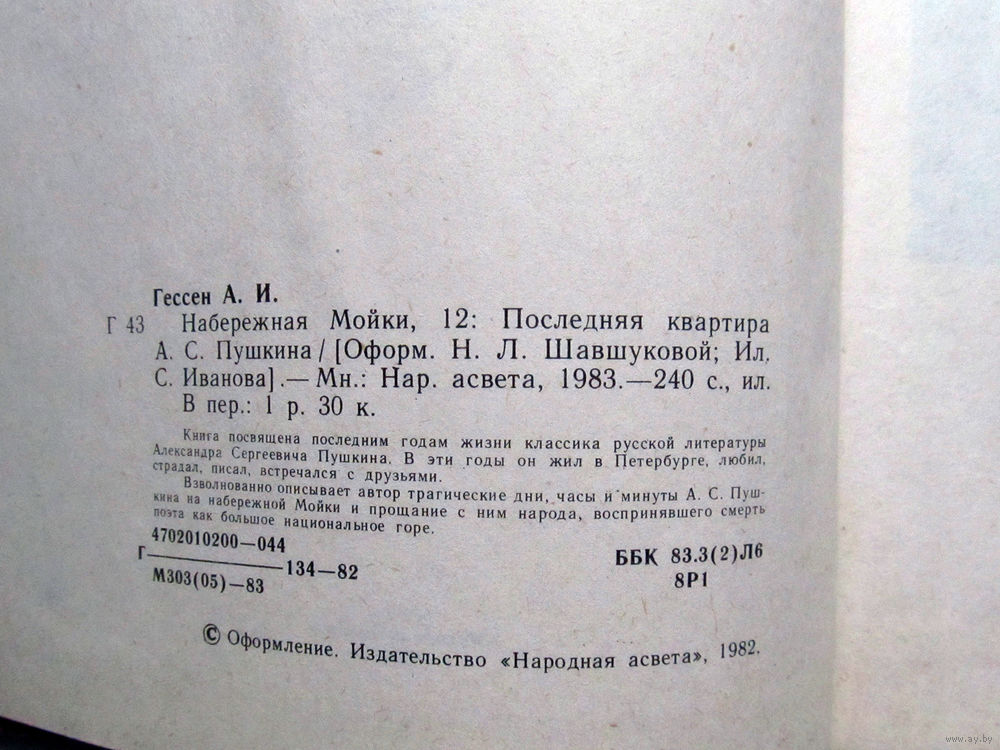 Гессен А. И.
Г 43 Набережная Мойки, 12: Последняя квартира
А. С. Пушкина / [Оформ. Н. Л. Шавшуковой; Ил.
С. Иванова]. — Мн.: Нар. асвета, 1983.—240 с., ил.
В пер.: 1 р. 30 к.
Книга посвящена последним годам жизни классика русской литературы
Александра Сергеевича Пушкина. В эти годы он жил в Петербурге, любил,
страдал, писал, встречался с друзьями.
Взволнованно описывает автор трагические дни, часы и минуты А. С. Пуш-
кина на набережной Мойки и прощание с ним народа, воспринявшего смерть
поэта как большое национальное горе.
4702010200—044
Г————134—82
М303(05)—83
ББК 83.3(2)Л6
8Р1
© Оформление. Издательство «Народная асвета», 1982.
www.ay.by